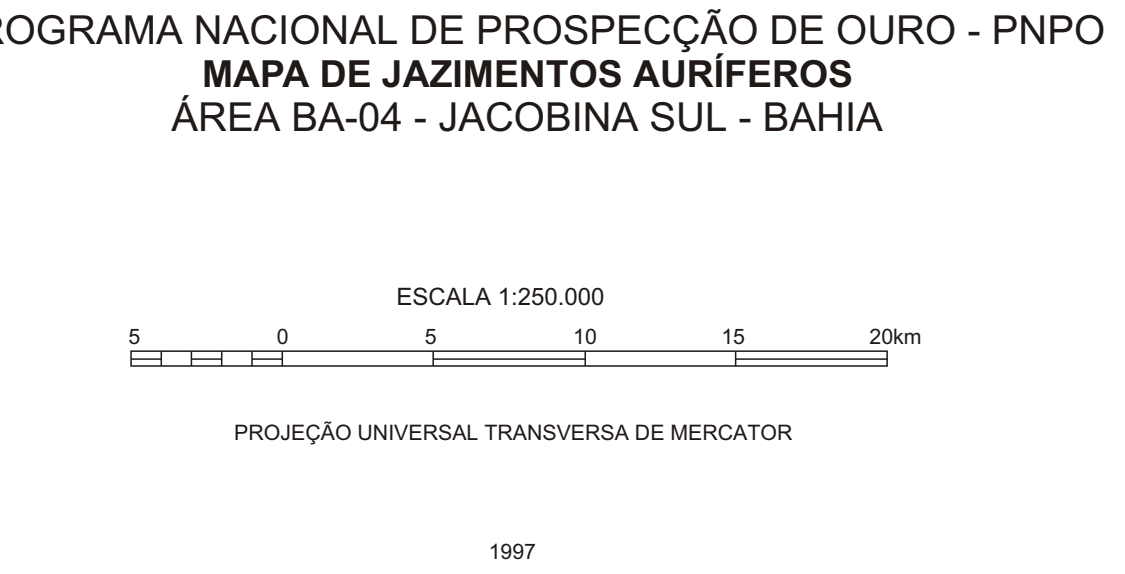 ROGRAMA NACIONAL DE PROSPECÇÃO DE OURO - PNPO
MAPA DE JAZIMENTOS AURÍFEROS
ÁREA BA-04 - JACOBINA SUL - BAHIA
ESCALA 1:250.000
5 0 5 10 15 20km
PROJEÇÃO UNIVERSAL TRANSVERSA DE MERCATOR
1997